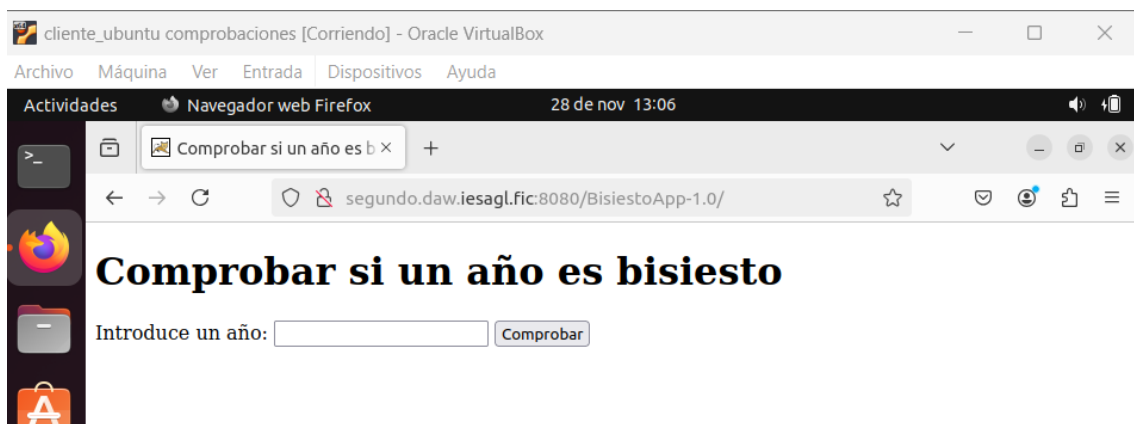 cliente_ubuntu comprobaciones [Corriendo] - Oracle VirtualBox
Archivo Máquina Ver Entrada Dispositivos Ayuda
Actividades Navegador web Firefox 28 de nov 13:06
Comprobar si un año es b
segundo.daw.iesagl.fic:8080/BisiestoApp-1.0/
Comprobar si un año es bisiesto
Introduce un año: Comprobar